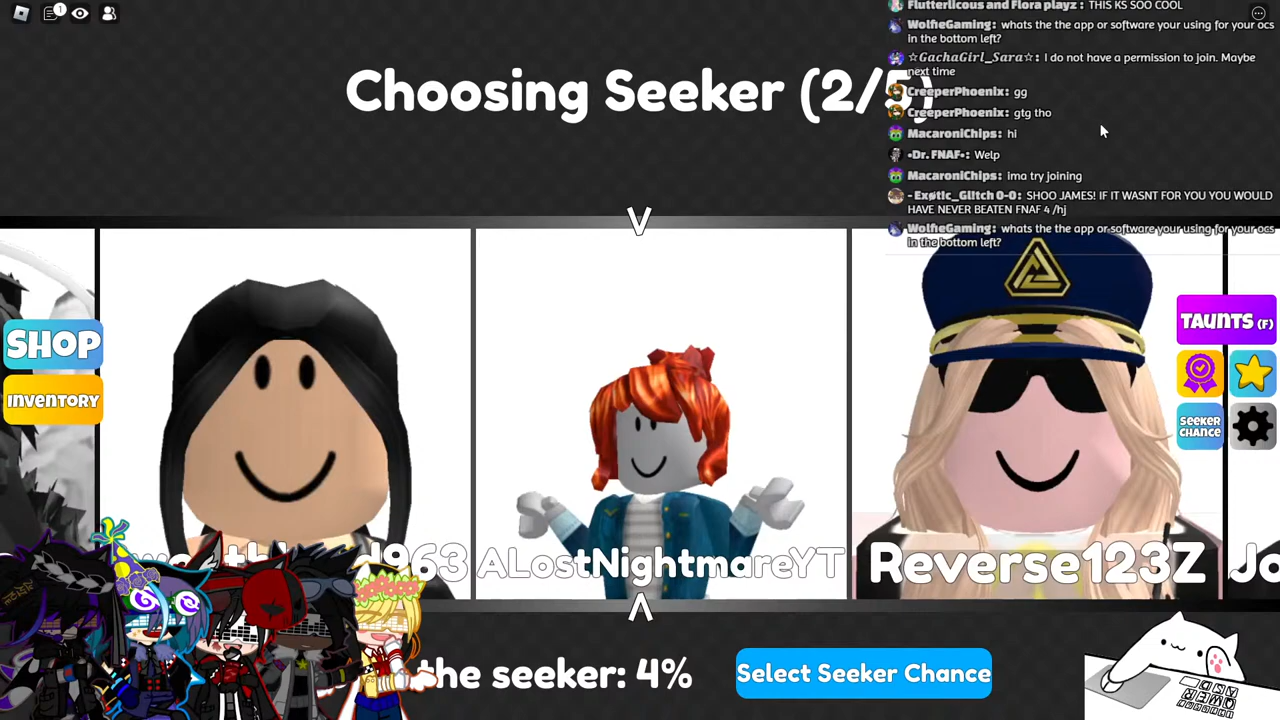 1
Flutterlicous and Flora playz : THIS KS SOO COOL
WolfieGaming: whats the the app or software your using for your ocs
in the bottom left?
☆GachaGirl_Sara☆: I do not have a permission to join. Maybe
next time
CreeperPhoenix: gg
CreeperPhoenix: gtg tho
MacaroniChips: hi
•Dr. FNAF•: Welp
MacaroniChips: ima try joining
- Exøt!c_Gl!tch 0-0: SHOO JAMES! IF IT WASNT FOR YOU YOU WOULD
HAVE NEVER BEATEN FNAF 4 /hj
WolfieGaming: whats the the app or software your using for your ocs
in the bottom left?
Choosing Seeker (2/5)
V
SHOP
INVENTORY
TAUNTS (F)
SEEKER
CHANCE
963
ALostNightmareYT
Reverse123Z
Jo
the seeker: 4%
Select Seeker Chance